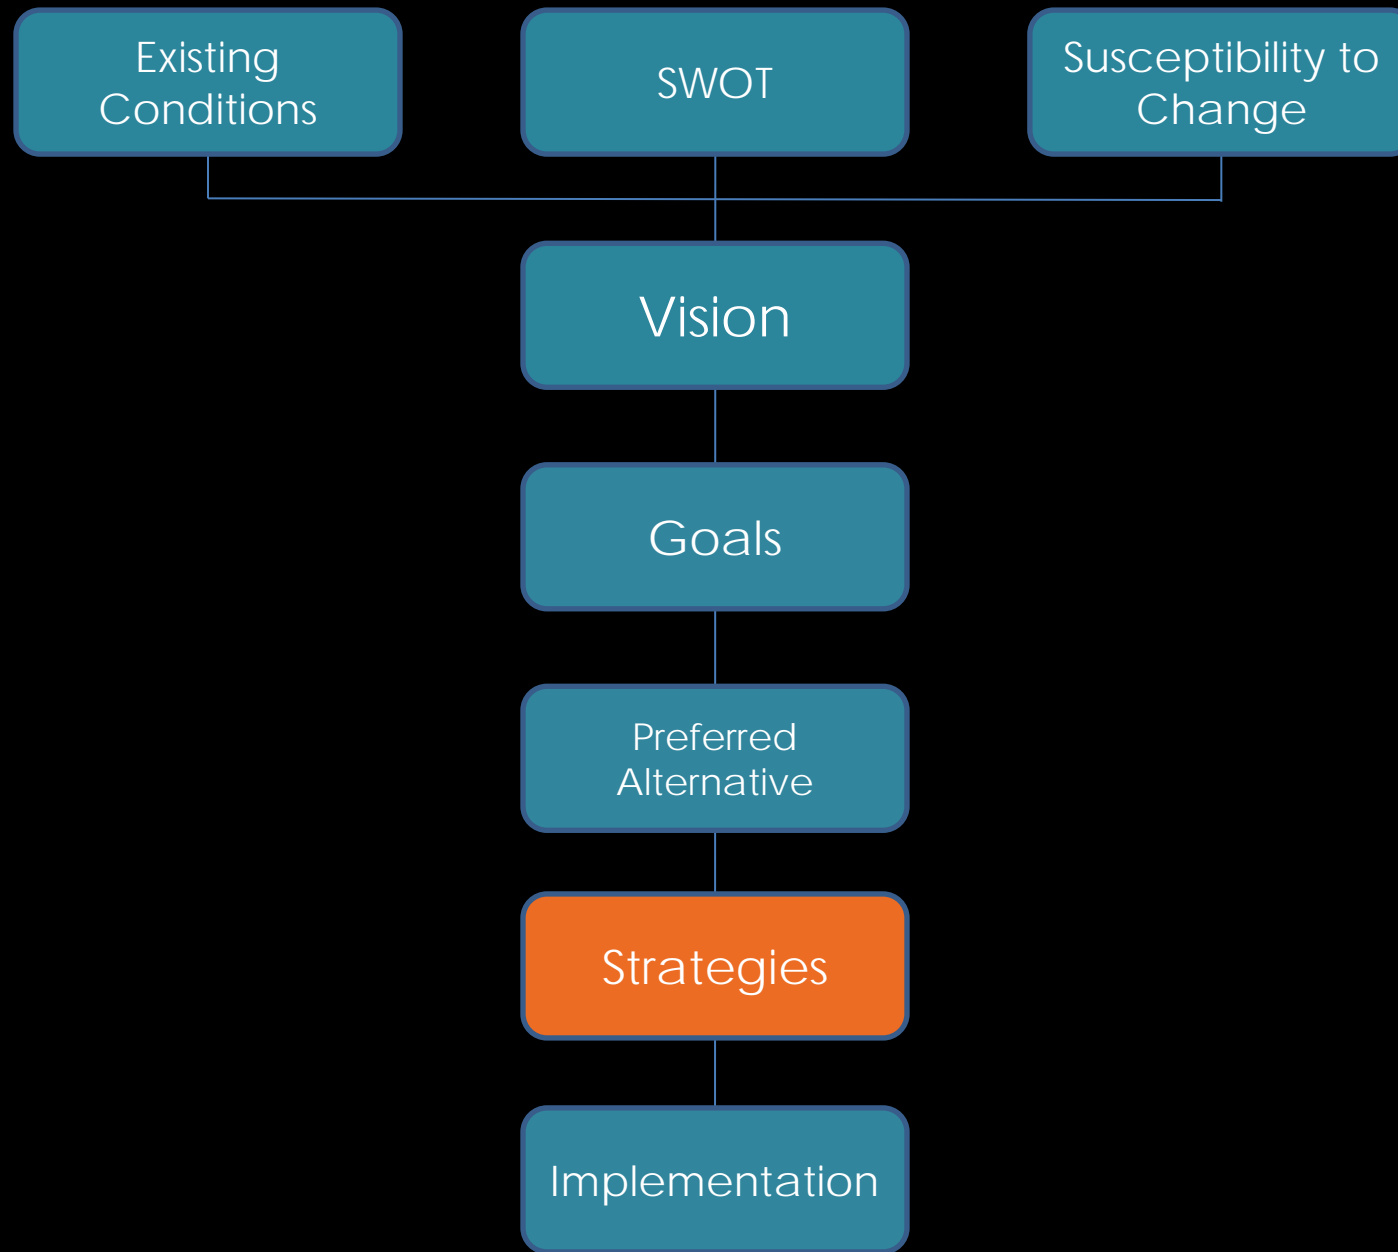 Existing
Conditions
SWOT
Susceptibility to
Change
Vision
Goals
Preferred
Alternative
Strategies
Implementation